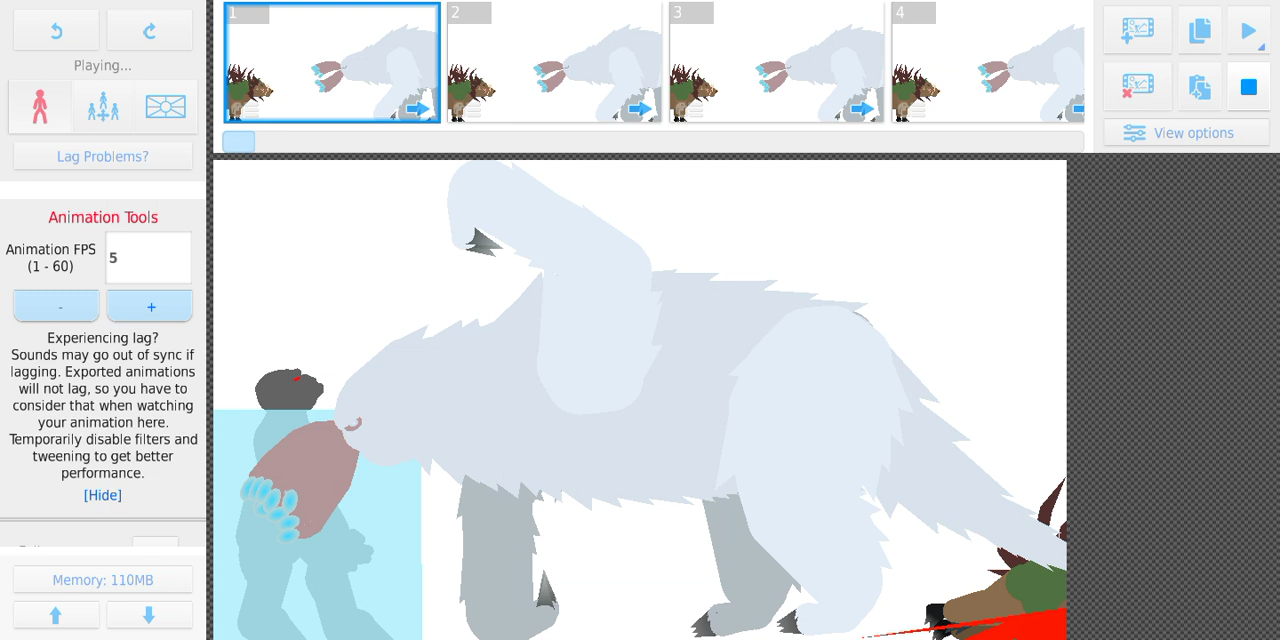 Playing...
Lag Problems?
Animation Tools
Animation FPS
(1 - 60)
5
-
+
Experiencing lag?
Sounds may go out of sync if
lagging. Exported animations
will not lag, so you have to
consider that when watching
your animation here.
Temporarily disable filters and
tweening to get better
performance.
[Hide]
Memory: 110MB
1
2
3
4
View options